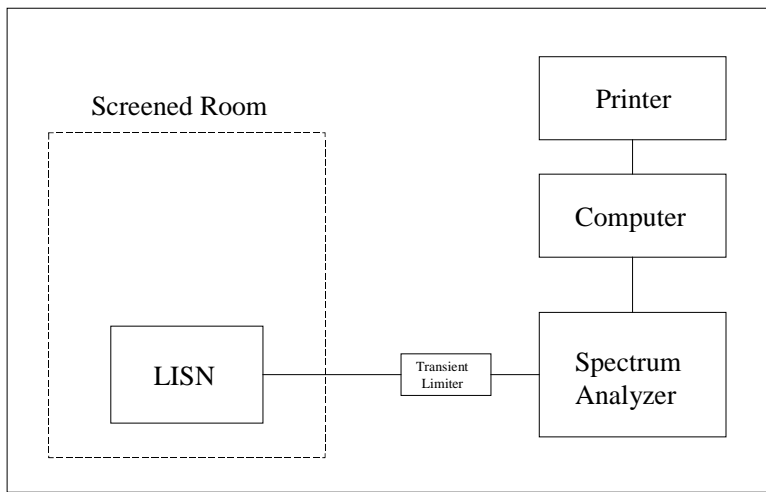 Screened Room
Printer
Computer
LISN
Transient
Limiter
Spectrum
Analyzer